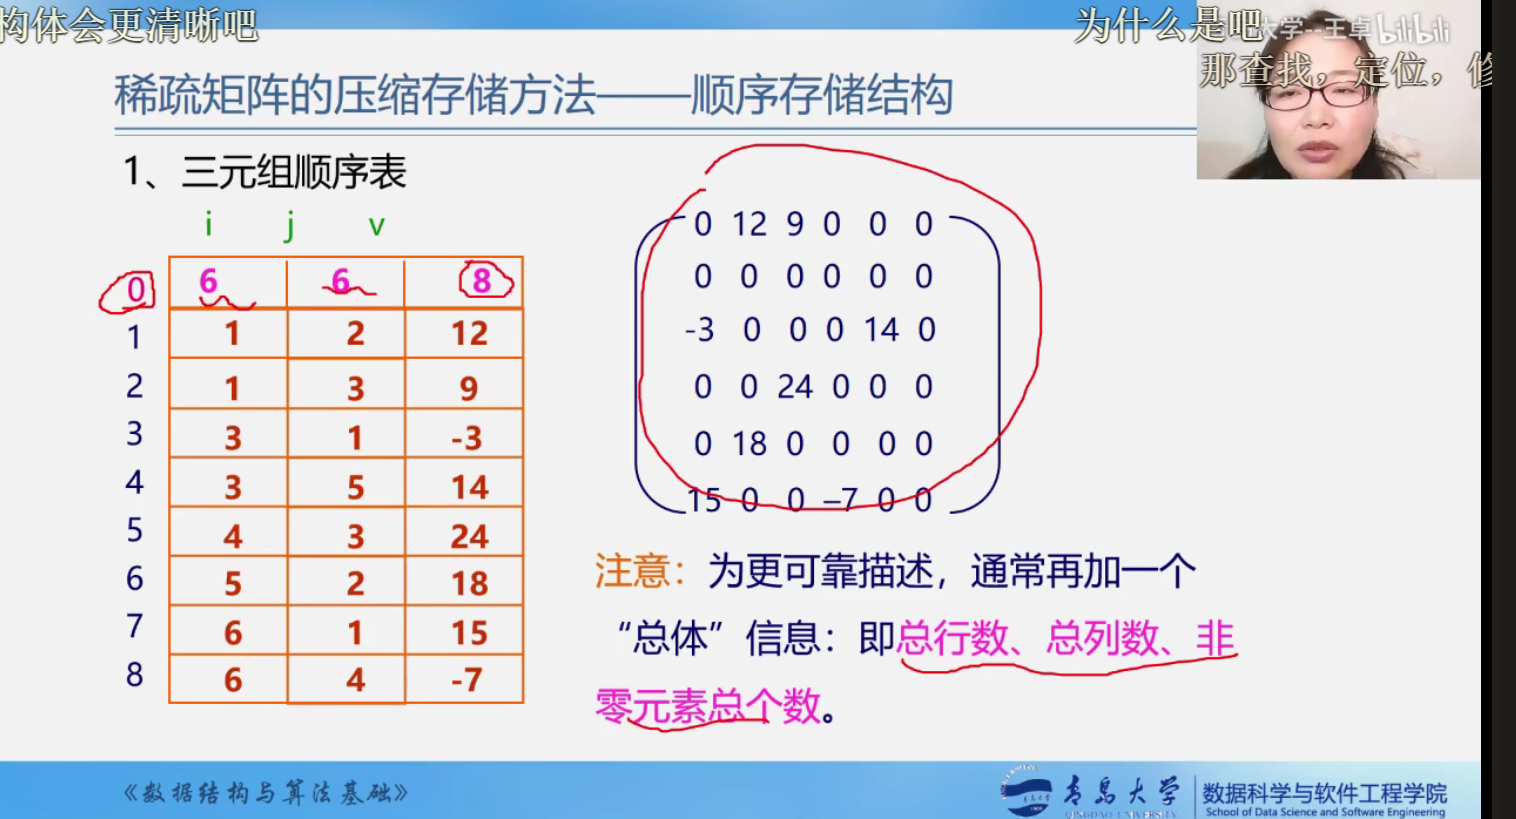 构体会更清晰吧
为什么是吧
大学--王卓 bilibili
那查找，定位，修
稀疏矩阵的压缩存储方法——顺序存储结构
1、三元组顺序表
i j v
0 6 6 8
1 1 2 12
2 1 3 9
3 3 1 -3
4 3 5 14
5 4 3 24
6 5 2 18
7 6 1 15
8 6 4 -7
0 12 9 0 0 0
0 0 0 0 0 0
-3 0 0 0 14 0
0 0 24 0 0 0
0 18 0 0 0 0
15 0 0 –7 0 0
注意：为更可靠描述，通常再加一个
“总体”信息：即总行数、总列数、非
零元素总个数。
《数据结构与算法基础》
青岛大学
QINGDAO UNIVERSITY
数据科学与软件工程学院
School of Data Science and Software Engineering